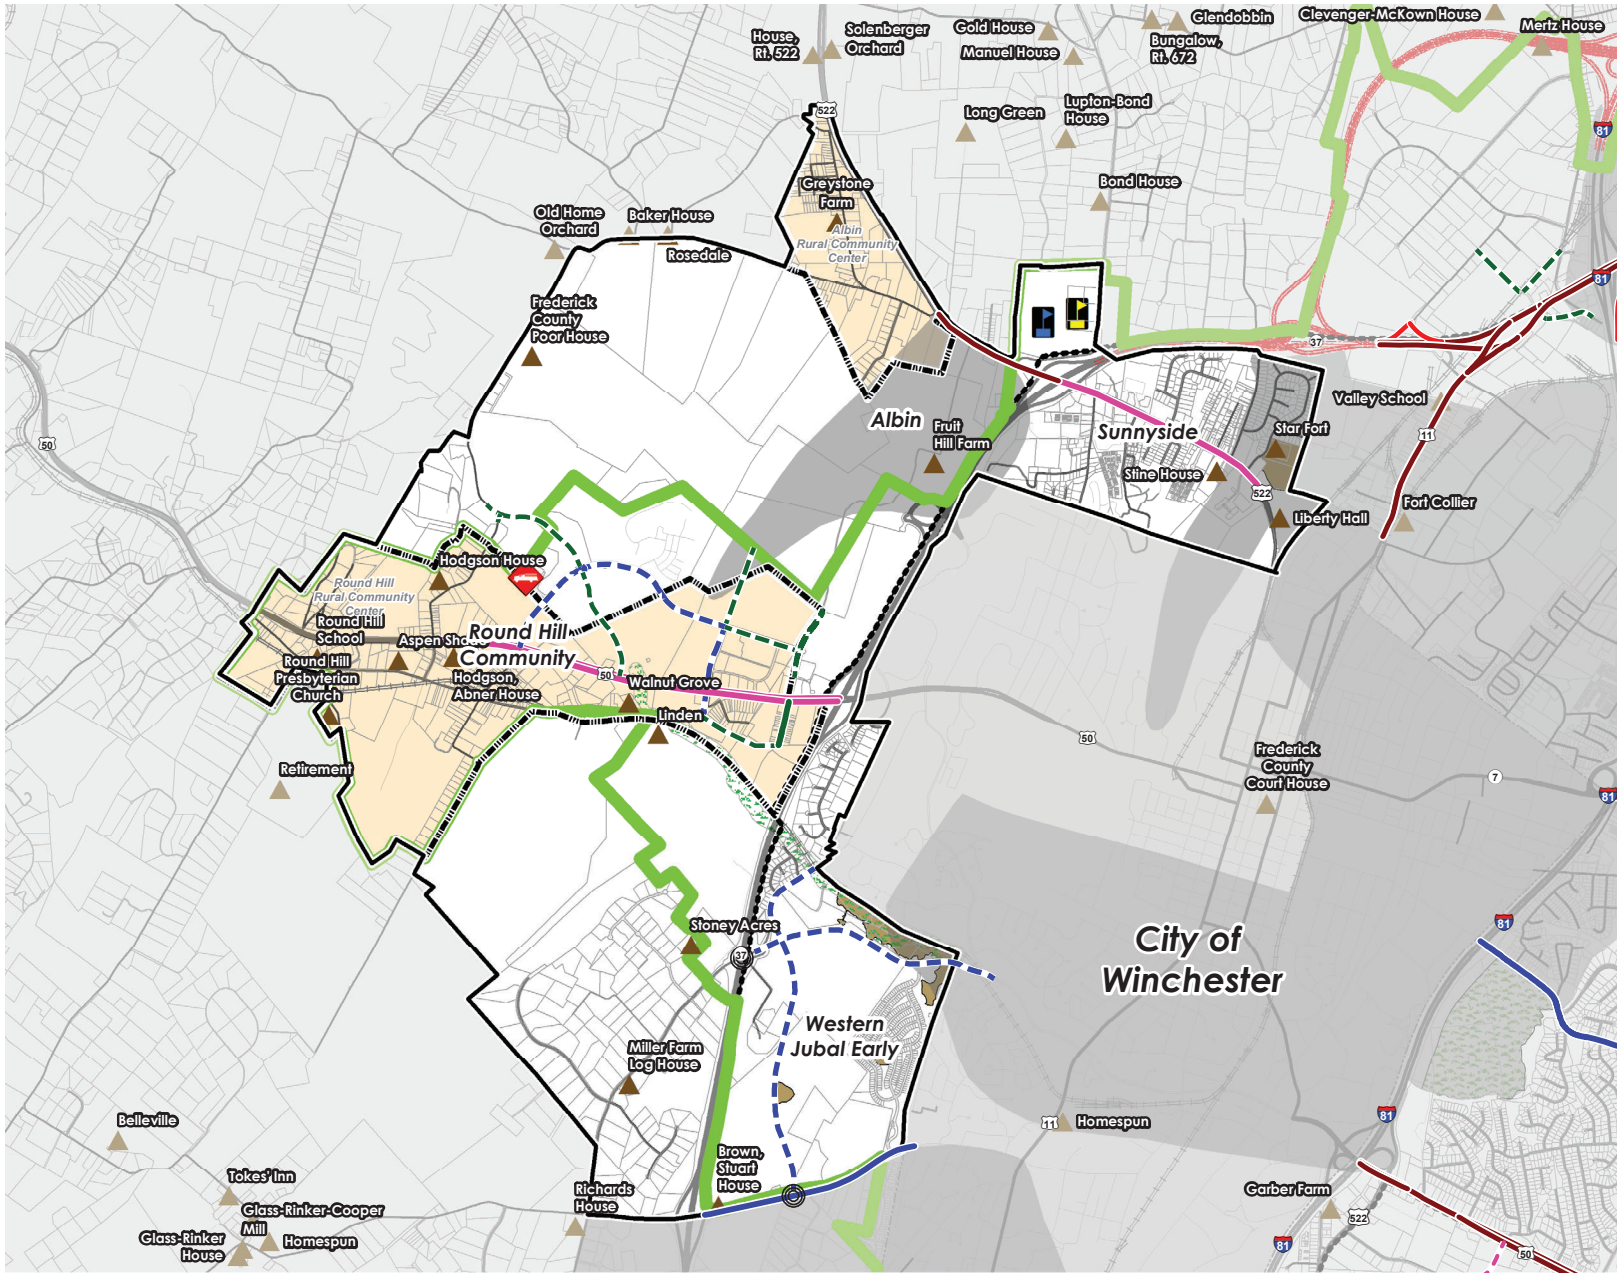 House,
Rt. 522
Solenberger
Orchard
Gold House
Manuel House
Glendobbin
Bungalow,
Rt. 672
Clevenger-McKown House
Mertz House
522
Long Green
Lupton-Bond
House
81
Greystone
Farm
Albin
Rural Community
Center
Bond House
Old Home
Orchard
Baker House
Rosedale
81
Frederick
County
Poor House
37
Valley School
Albin
Fruit
Hill Farm
Sunnyside
Star Fort
Stine House
11
50
522
Liberty Hall
Fort Collier
Hodgson House
Round Hill
Rural Community
Center
Round Hill
School
Aspen Sha
Round Hill
Community
Round Hill
Presbyterian
Church
Hodgson,
Abner House
50
Walnut Grove
Linden
50
Retirement
Frederick
County
Court House
7
81
Stoney Acres
37
City of
Winchester
81
Western
Jubal Early
Miller Farm
Log House
Belleville
11
Homespun
81
Brown,
Stuart
House
Tokes' Inn
Richards
House
Garber Farm
522
Glass-Rinker-Cooper
Mill
Glass-Rinker
House
Homespun
81
50